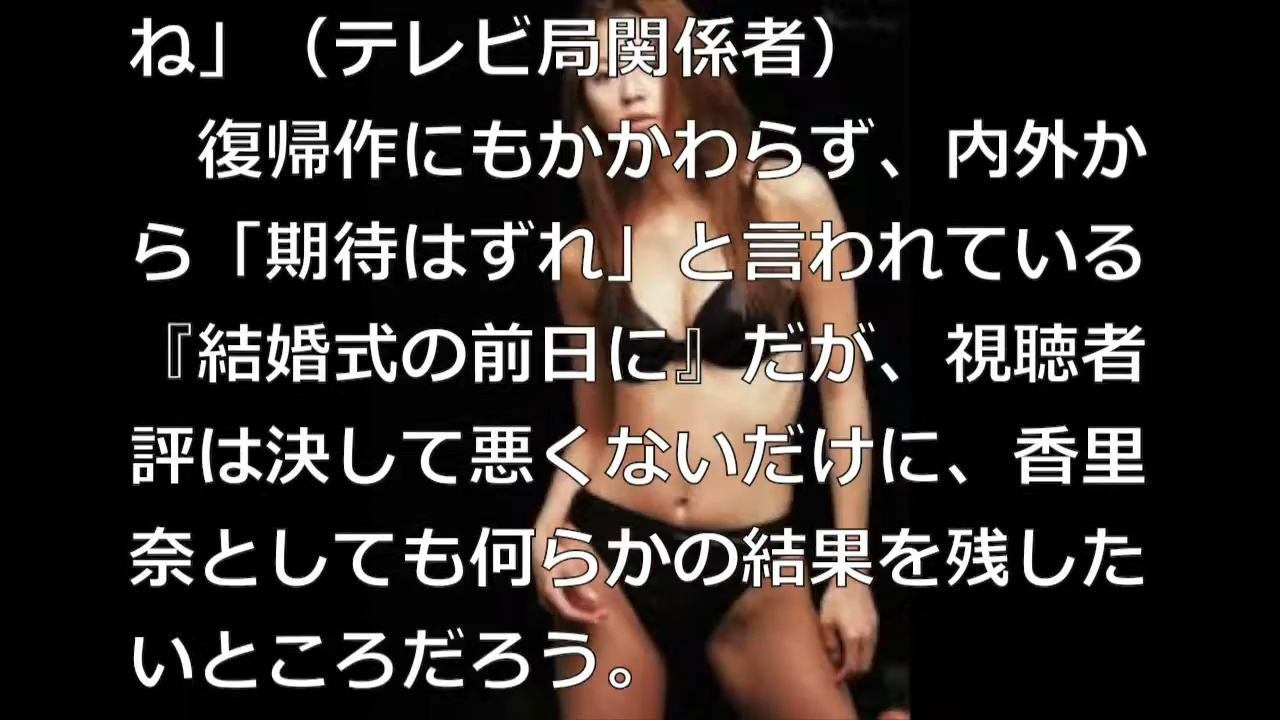 ね」（テレビ局関係者）
　復帰作にもかかわらず、内外か
ら「期待はずれ」と言われている
『結婚式の前日に』だが、視聴者
評は決して悪くないだけに、香里
奈としても何らかの結果を残した
いところだろう。